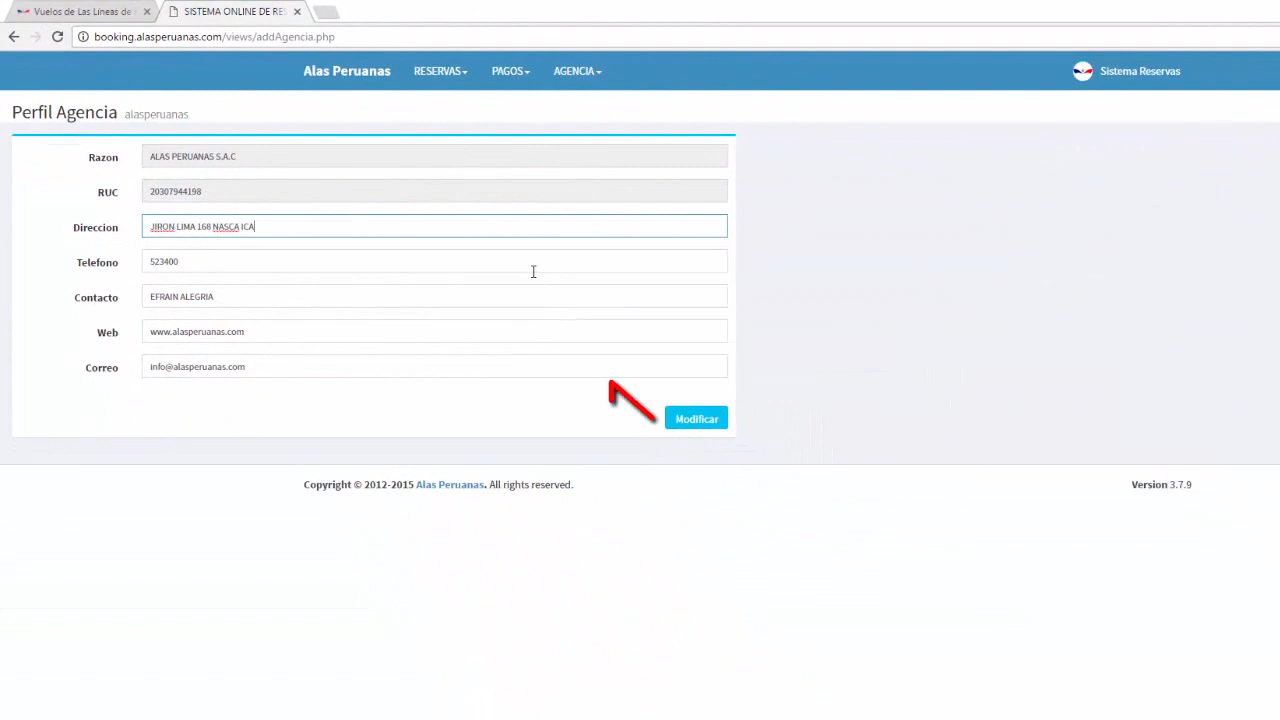 Vuelos de Las Líneas de
SISTEMA ONLINE DE RES
booking.alasperuanas.com/views/addAgencia.php
Alas Peruanas RESERVAS PAGOS AGENCIA Sistema Reservas
Perfil Agencia alasperuanas
Razon ALAS PERUANAS S.A.C
RUC 20307944198
Direccion JIRON LIMA 168 NASCA ICA
Telefono 523400
Contacto EFRAIN ALEGRIA
Web www.alasperuanas.com
Correo info@alasperuanas.com
Modificar
Copyright © 2012-2015 Alas Peruanas. All rights reserved. Version 3.7.9